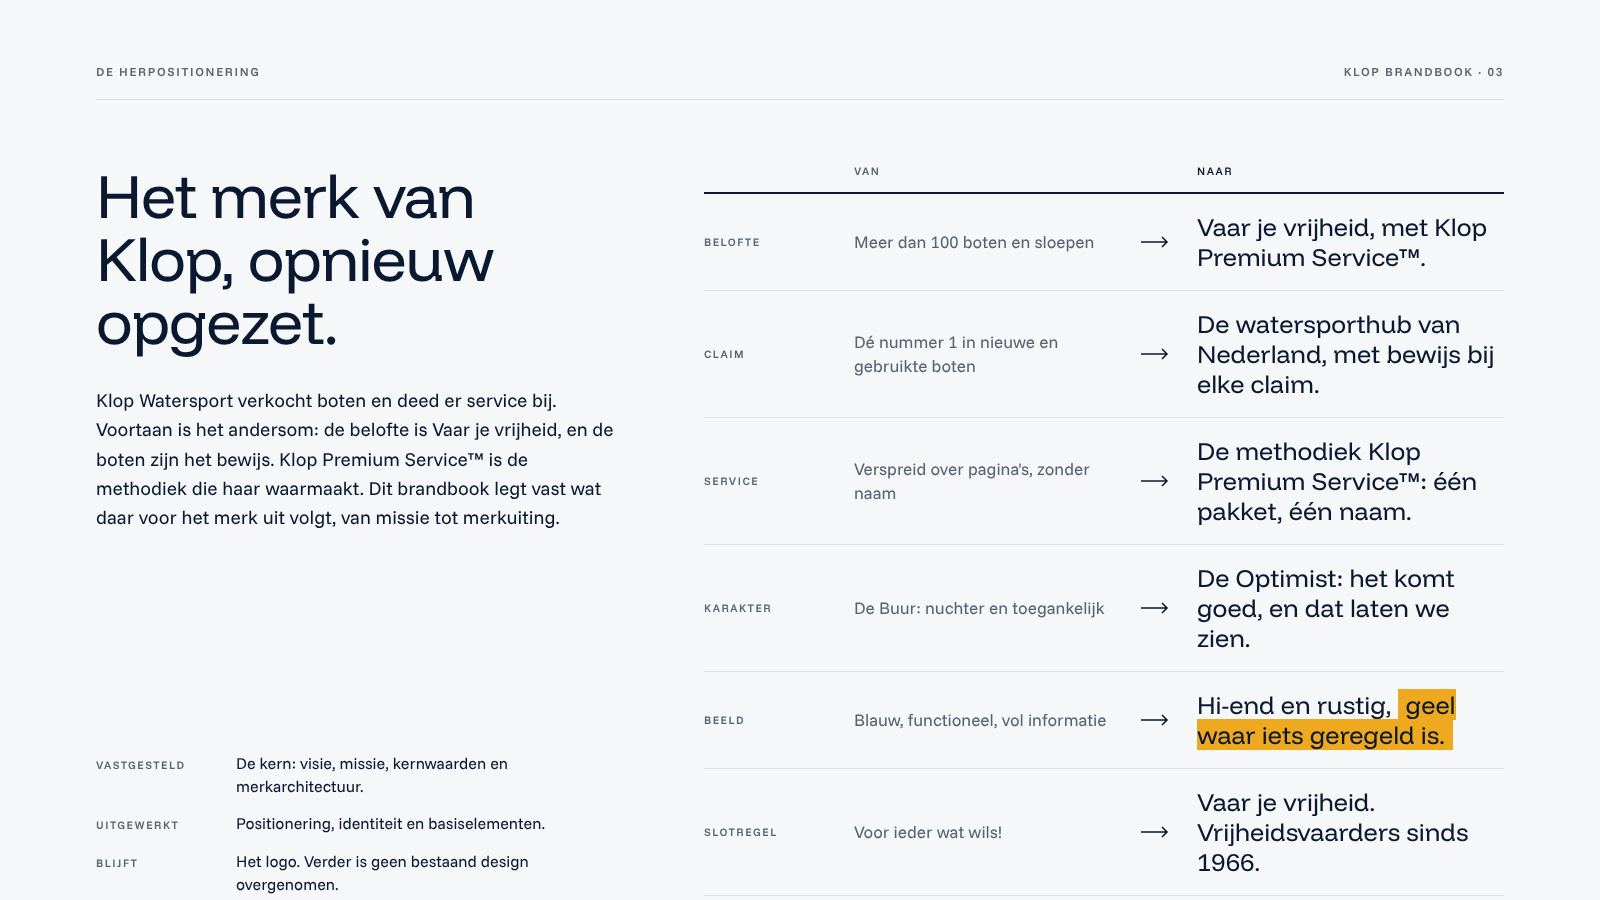 DE HERPOSITIONERING
KLOP BRANDBOOK · 03
Het merk van
Klop, opnieuw
opgezet.
Klop Watersport verkocht boten en deed er service bij.
Voortaan is het andersom: de belofte is Vaar je vrijheid, en de
boten zijn het bewijs. Klop Premium Service™ is de
methodiek die haar waarmaakt. Dit brandbook legt vast wat
daar voor het merk uit volgt, van missie tot merkuiting.
VASTGESTELD
De kern: visie, missie, kernwaarden en
merkarchitectuur.
UITGEWERKT
Positionering, identiteit en basiselementen.
BLIJFT
Het logo. Verder is geen bestaand design
overgenomen.
VAN
NAAR
BELOFTE
Meer dan 100 boten en sloepen
Vaar je vrijheid, met Klop
Premium Service™.
CLAIM
Dé nummer 1 in nieuwe en
gebruikte boten
De watersporthub van
Nederland, met bewijs bij
elke claim.
SERVICE
Verspreid over pagina's, zonder
naam
De methodiek Klop
Premium Service™: één
pakket, één naam.
KARAKTER
De Buur: nuchter en toegankelijk
De Optimist: het komt
goed, en dat laten we
zien.
BEELD
Blauw, functioneel, vol informatie
Hi-end en rustig, geel
waar iets geregeld is.
SLOTREGEL
Voor ieder wat wils!
Vaar je vrijheid.
Vrijheidsvaarders sinds
1966.